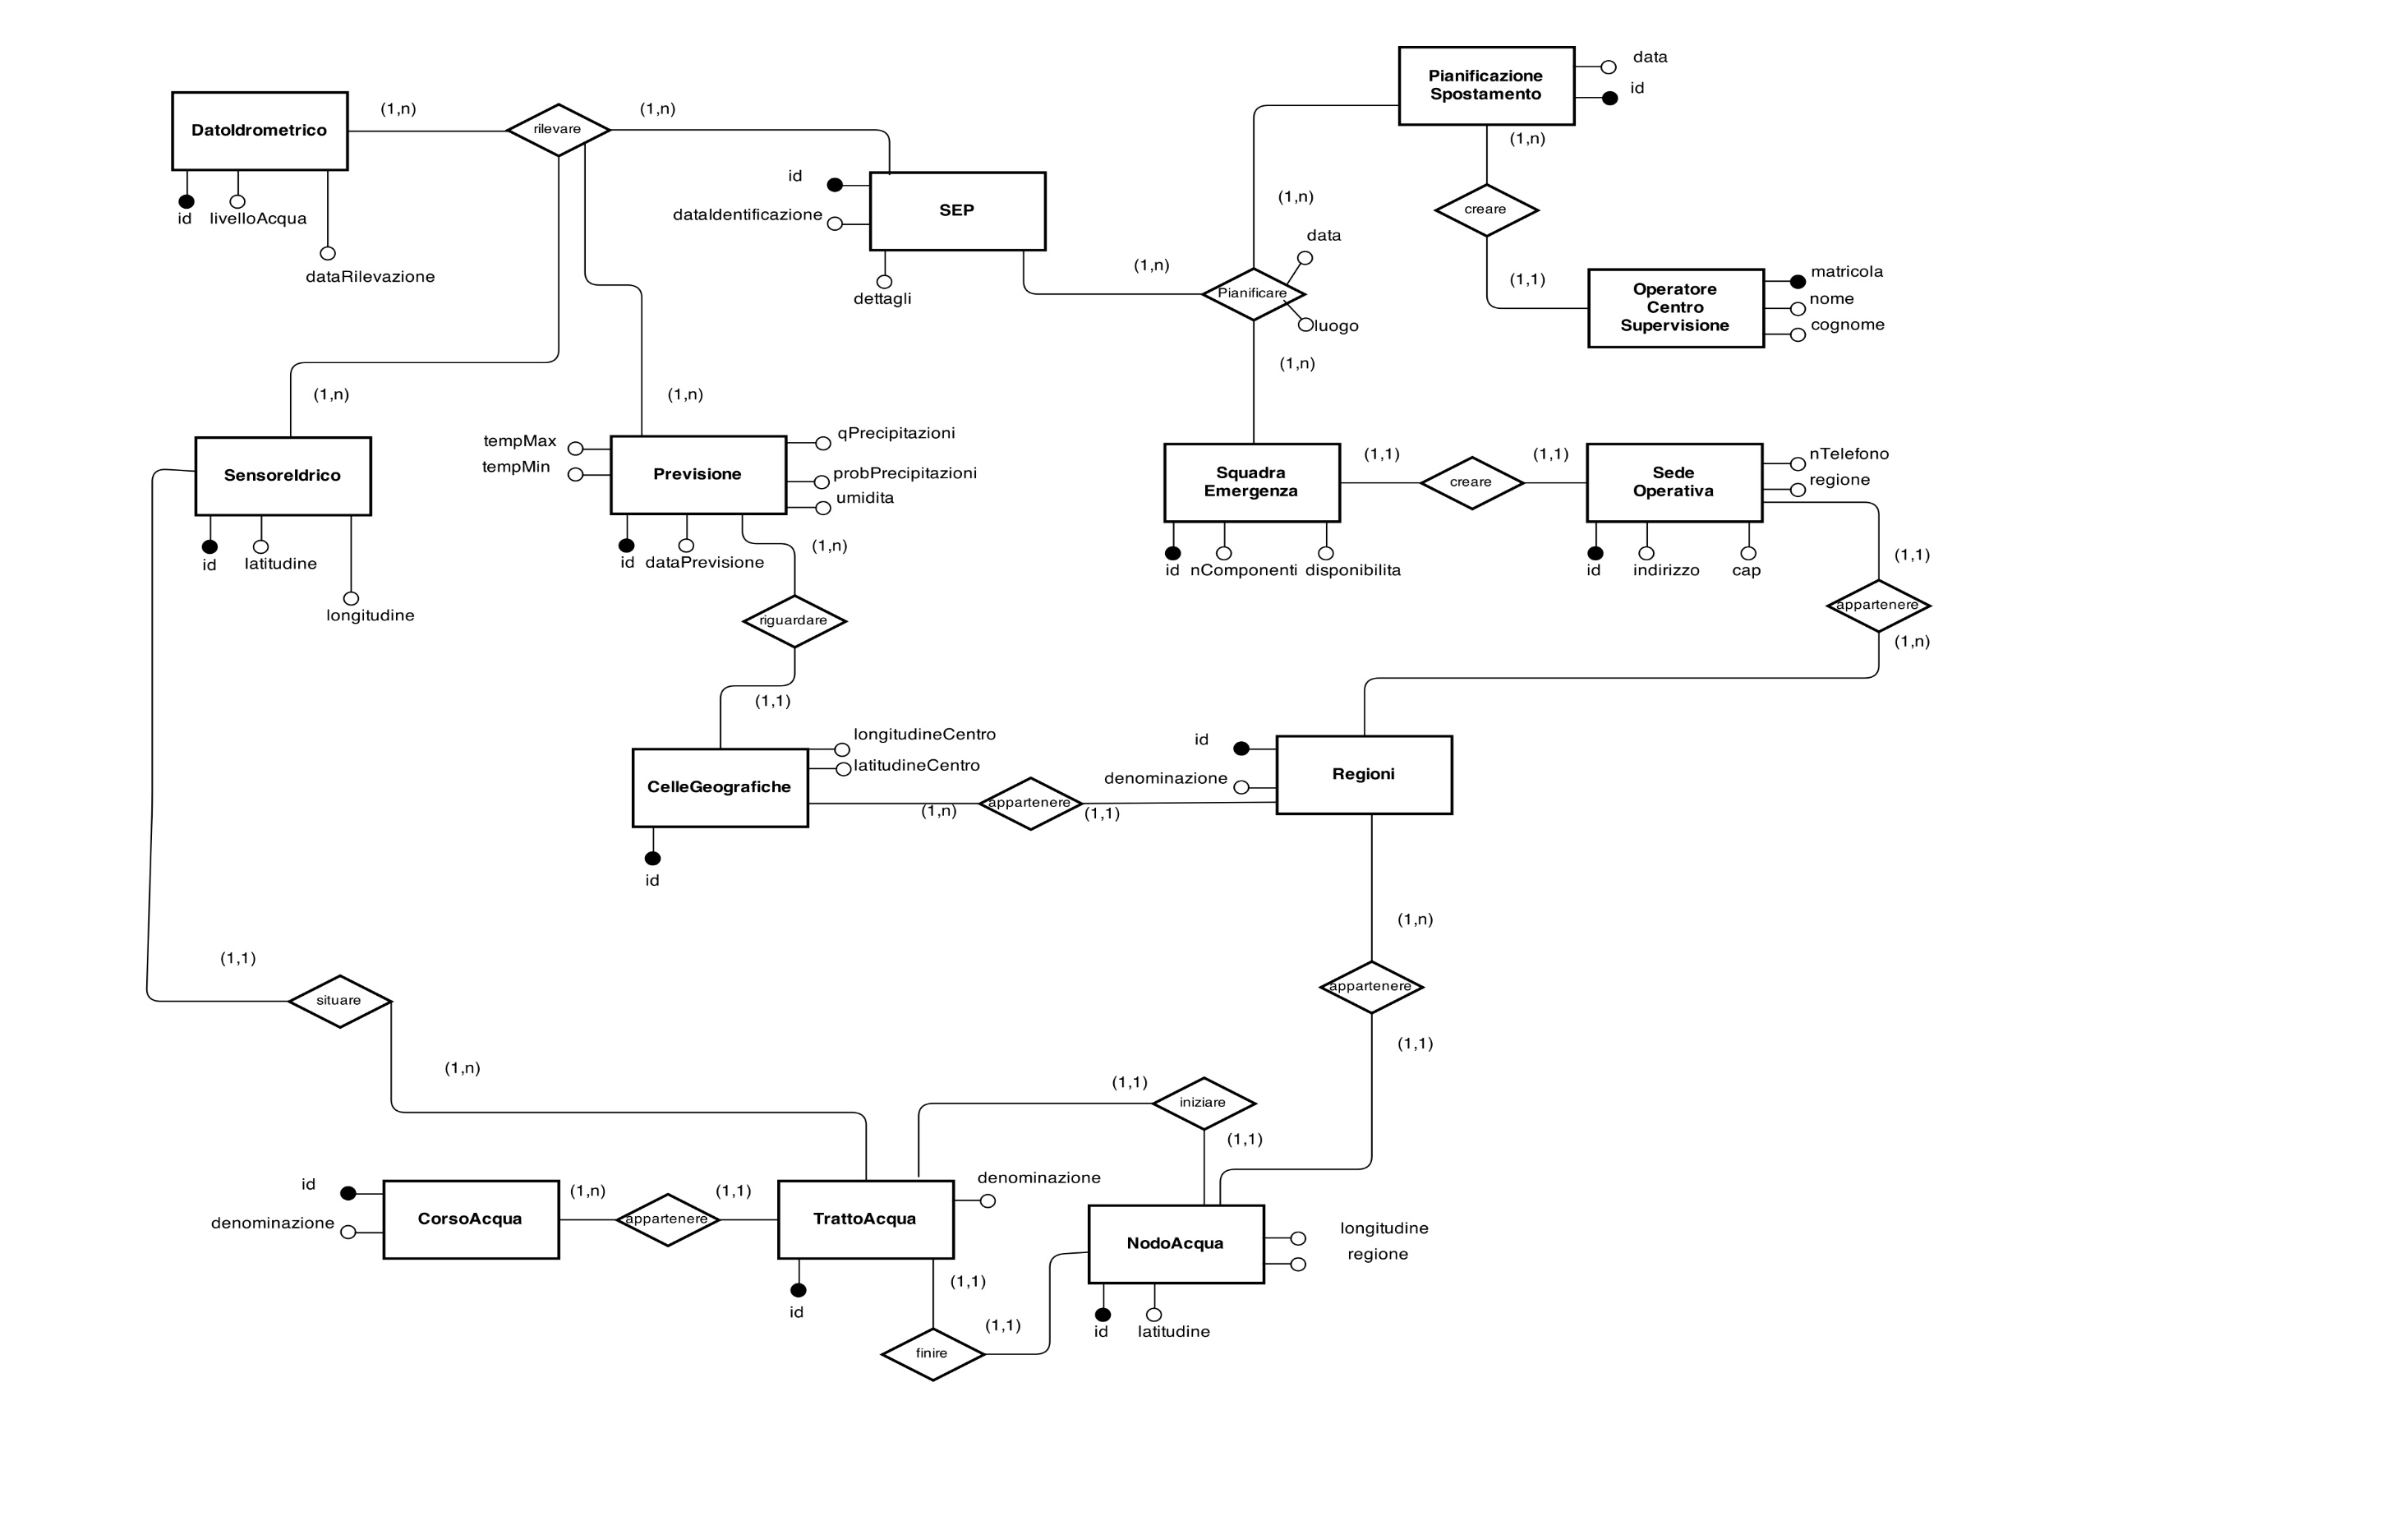 data
Pianificazione
Spostamento
id
(1,n)
(1,n)
DatoIdrometrico
rilevare
(1,n)
id
creare
(1,n)
SEP
id
livelloAcqua
dataIdentificazione
data
(1,n)
(1,1)
matricola
dataRilevazione
Operatore
Centro
Supervisione
nome
cognome
dettagli
Pianificare
luogo
(1,n)
(1,n)
(1,n)
tempMax
tempMin
qPrecipitazioni
(1,1)
(1,1)
nTelefono
SensoreIdrico
Previsione
probPrecipitazioni
umidita
Squadra
Emergenza
creare
Sede
Operativa
regione
id
latitudine
id
dataPrevisione
(1,n)
id
nComponenti
disponibilita
id
indirizzo
cap
(1,1)
longitudine
riguardare
appartenere
(1,n)
(1,1)
longitudineCentro
id
latitudineCentro
denominazione
Regioni
CelleGeografiche
(1,n)
appartenere
(1,1)
id
(1,n)
(1,1)
situare
appartenere
(1,n)
(1,1)
(1,1)
iniziare
(1,1)
id
denominazione
CorsoAcqua
(1,n)
appartenere
(1,1)
TrattoAcqua
denominazione
longitudine
NodoAcqua
regione
(1,1)
id
(1,1)
id
latitudine
finire